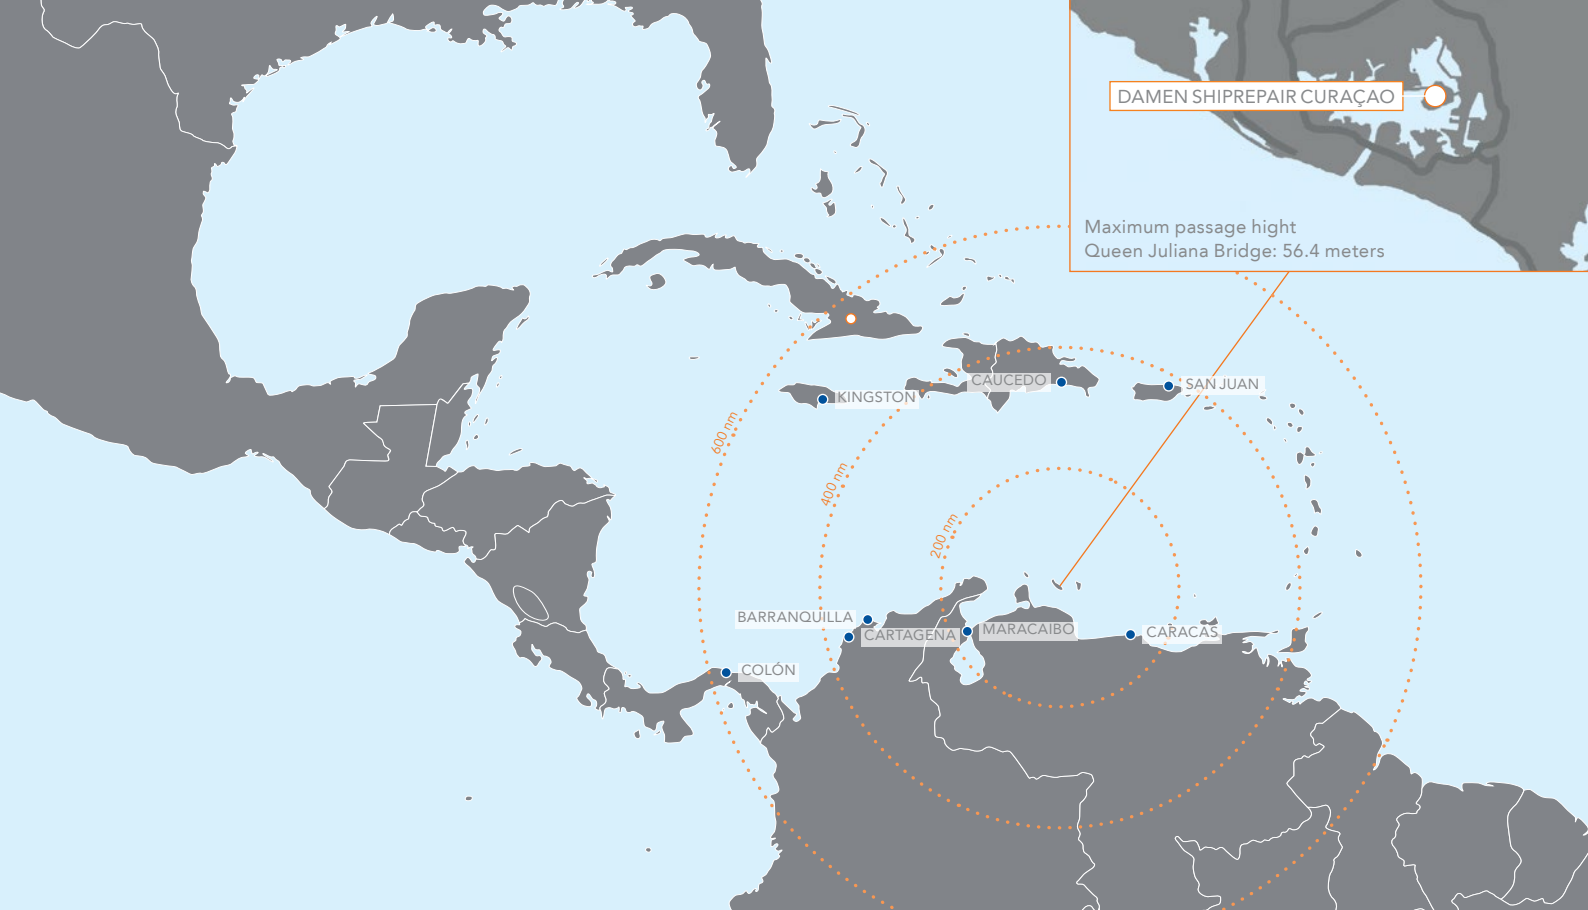 DAMEN SHIPREPAIR CURAÇAO
Maximum passage hight
Queen Juliana Bridge: 56.4 meters
CAUCEDO
SAN JUAN
KINGSTON
600 nm
400 nm
200 nm
BARRANQUILLA
CARTAGENA
MARACAIBO
CARACAS
COLÓN